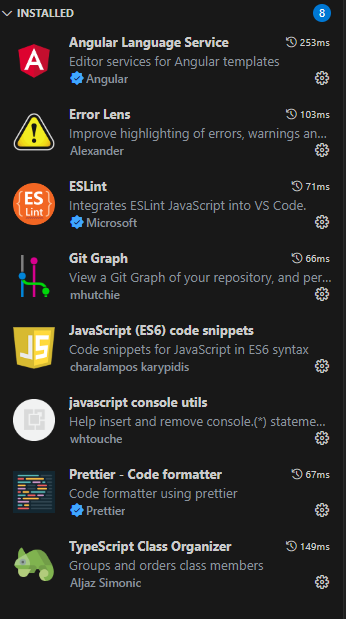 INSTALLED 8
Angular Language Service 253ms
Editor services for Angular templates
Angular
Error Lens 103ms
Improve highlighting of errors, warnings an...
Alexander
ES Lint
ESLint 71ms
Integrates ESLint JavaScript into VS Code.
Microsoft
Git Graph 66ms
View a Git Graph of your repository, and per...
mhutchie
JS
JavaScript (ES6) code snippets
Code snippets for JavaScript in ES6 syntax
charalampos karypidis
javascript console utils
Help insert and remove console.(*) stateme...
whtouche
Prettier - Code formatter 67ms
Code formatter using prettier
Prettier
TypeScript Class Organizer 149ms
Groups and orders class members
Aljaz Simonic